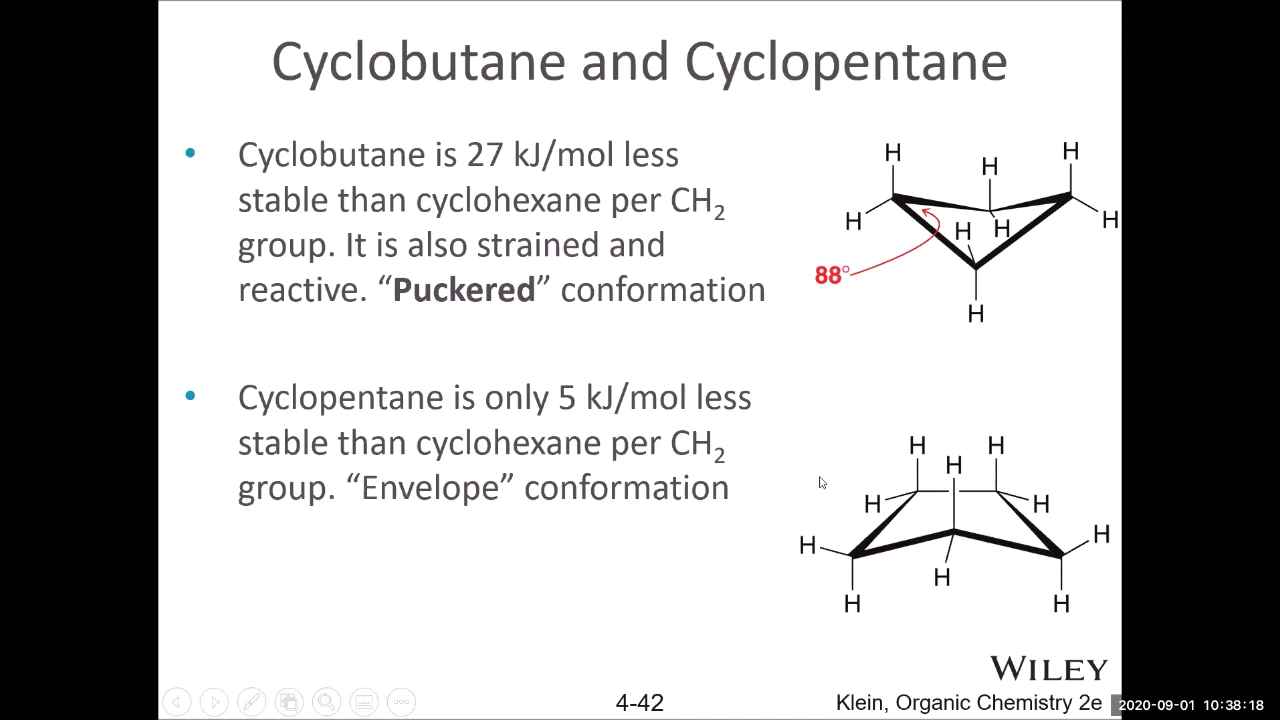 Cyclobutane and Cyclopentane
• Cyclobutane is 27 kJ/mol less
stable than cyclohexane per CH₂
group. It is also strained and
reactive. “Puckered” conformation
H H H
H H H H
88°
H
• Cyclopentane is only 5 kJ/mol less
stable than cyclohexane per CH₂
group. “Envelope” conformation
H H H
H H
H H
H H H
WILEY
4-42
Klein, Organic Chemistry 2e
2020-09-01 10:38:18